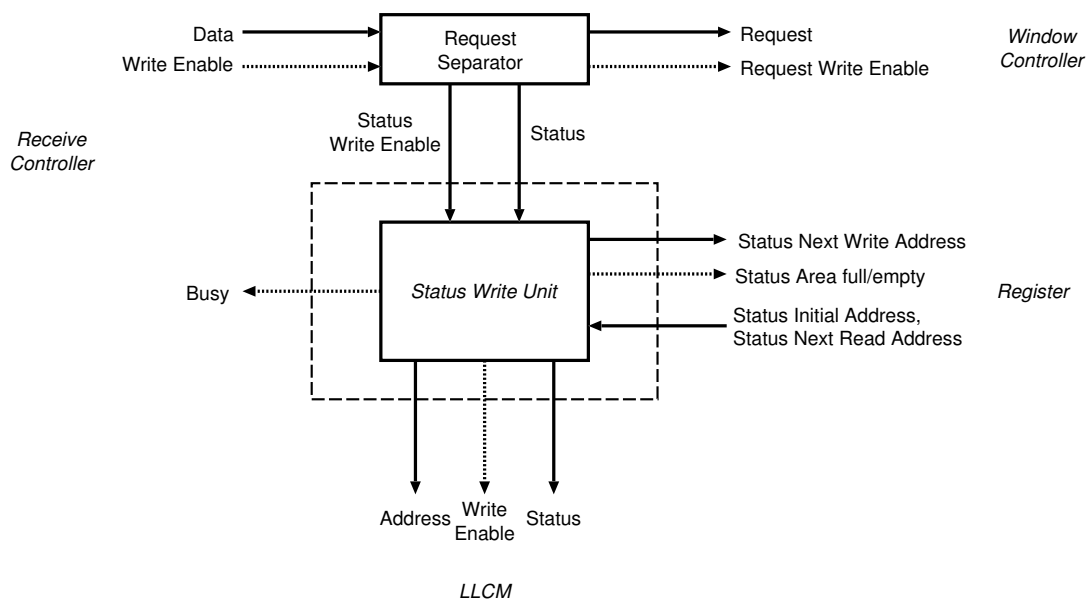 Data
Write Enable
Request
Separator
Request
Request Write Enable
Window
Controller
Receive
Controller
Status
Write Enable
Status
Status Write Unit
Busy
Status Next Write Address
Status Area full/empty
Status Initial Address,
Status Next Read Address
Register
Address
Write
Enable
Status
LLCM